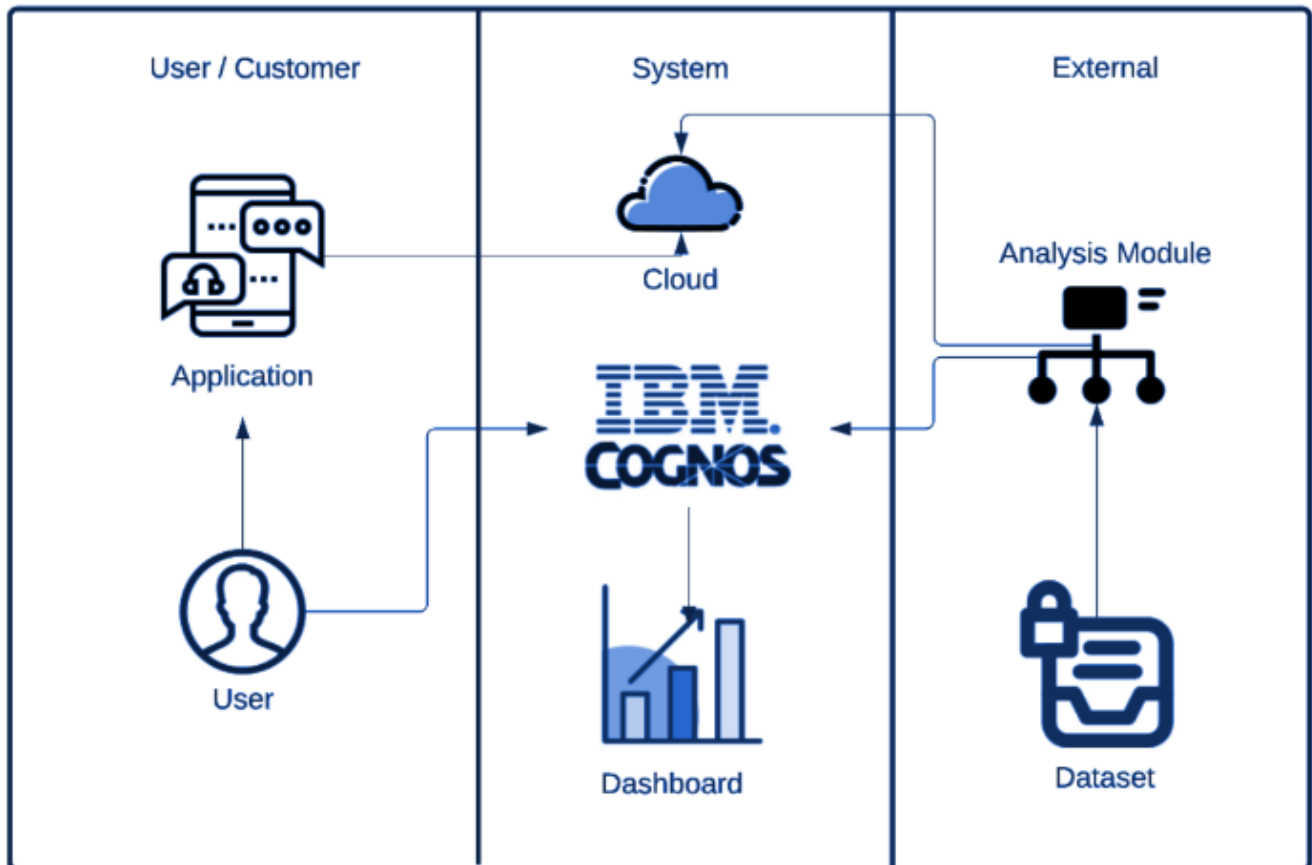 User / Customer
System
External
Cloud
Analysis Module
Application
IBM.
COGNOS
User
Dashboard
Dataset